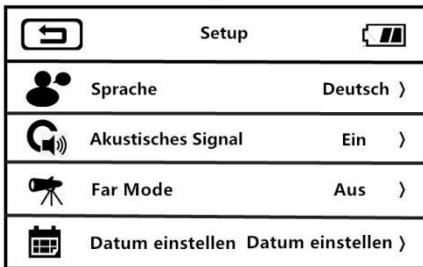 Setup
Sprache Deutsch 〉
Akustisches Signal Ein 〉
Far Mode Aus 〉
Datum einstellen Datum einstellen 〉